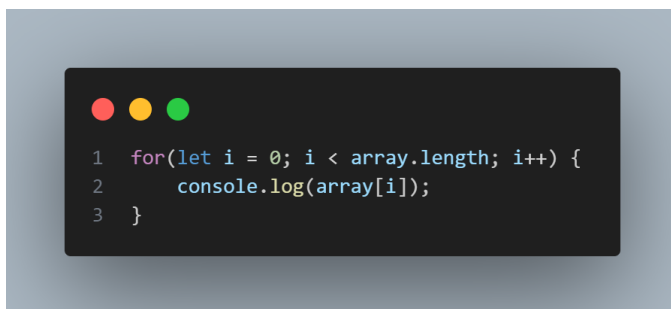 1 for(let i = 0; i < array.length; i++) {
2     console.log(array[i]);
3 }